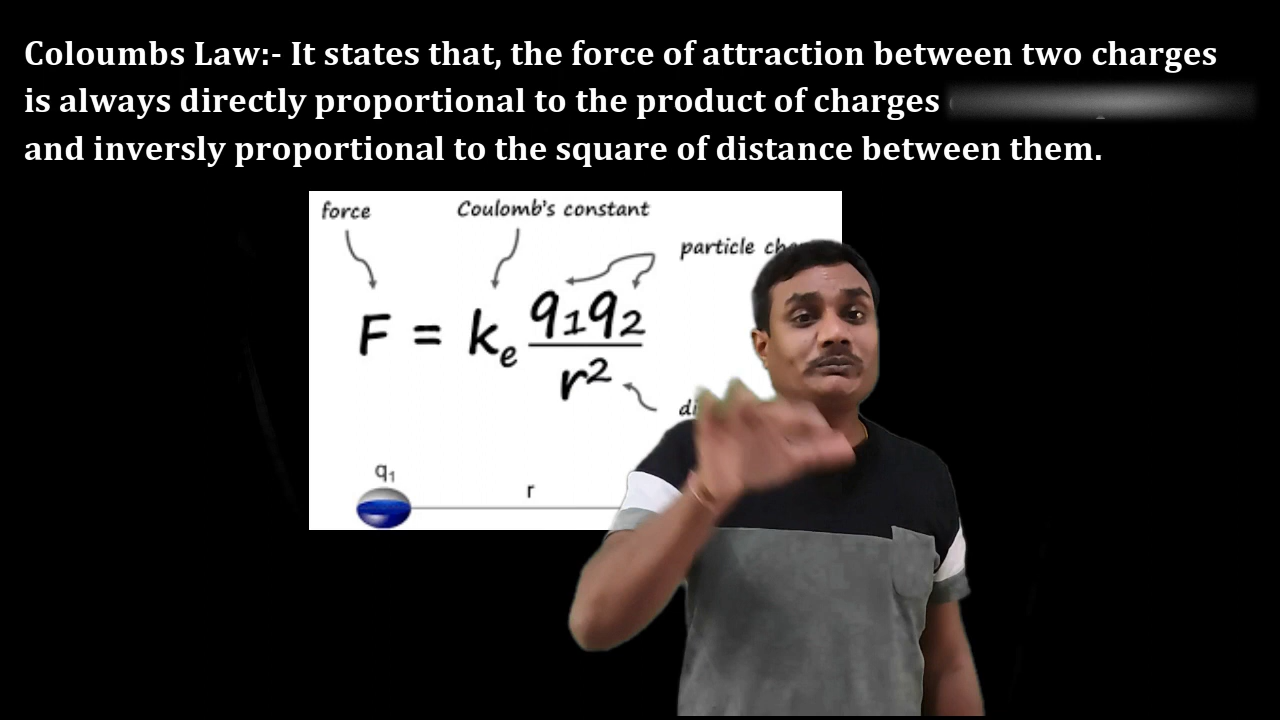 Coloumbs Law:- It states that, the force of attraction between two charges
is always directly proportional to the product of charges
and inversly proportional to the square of distance between them.
force Coulomb's constant
particle
F = kₑ q₁q₂
r²
q₁ r